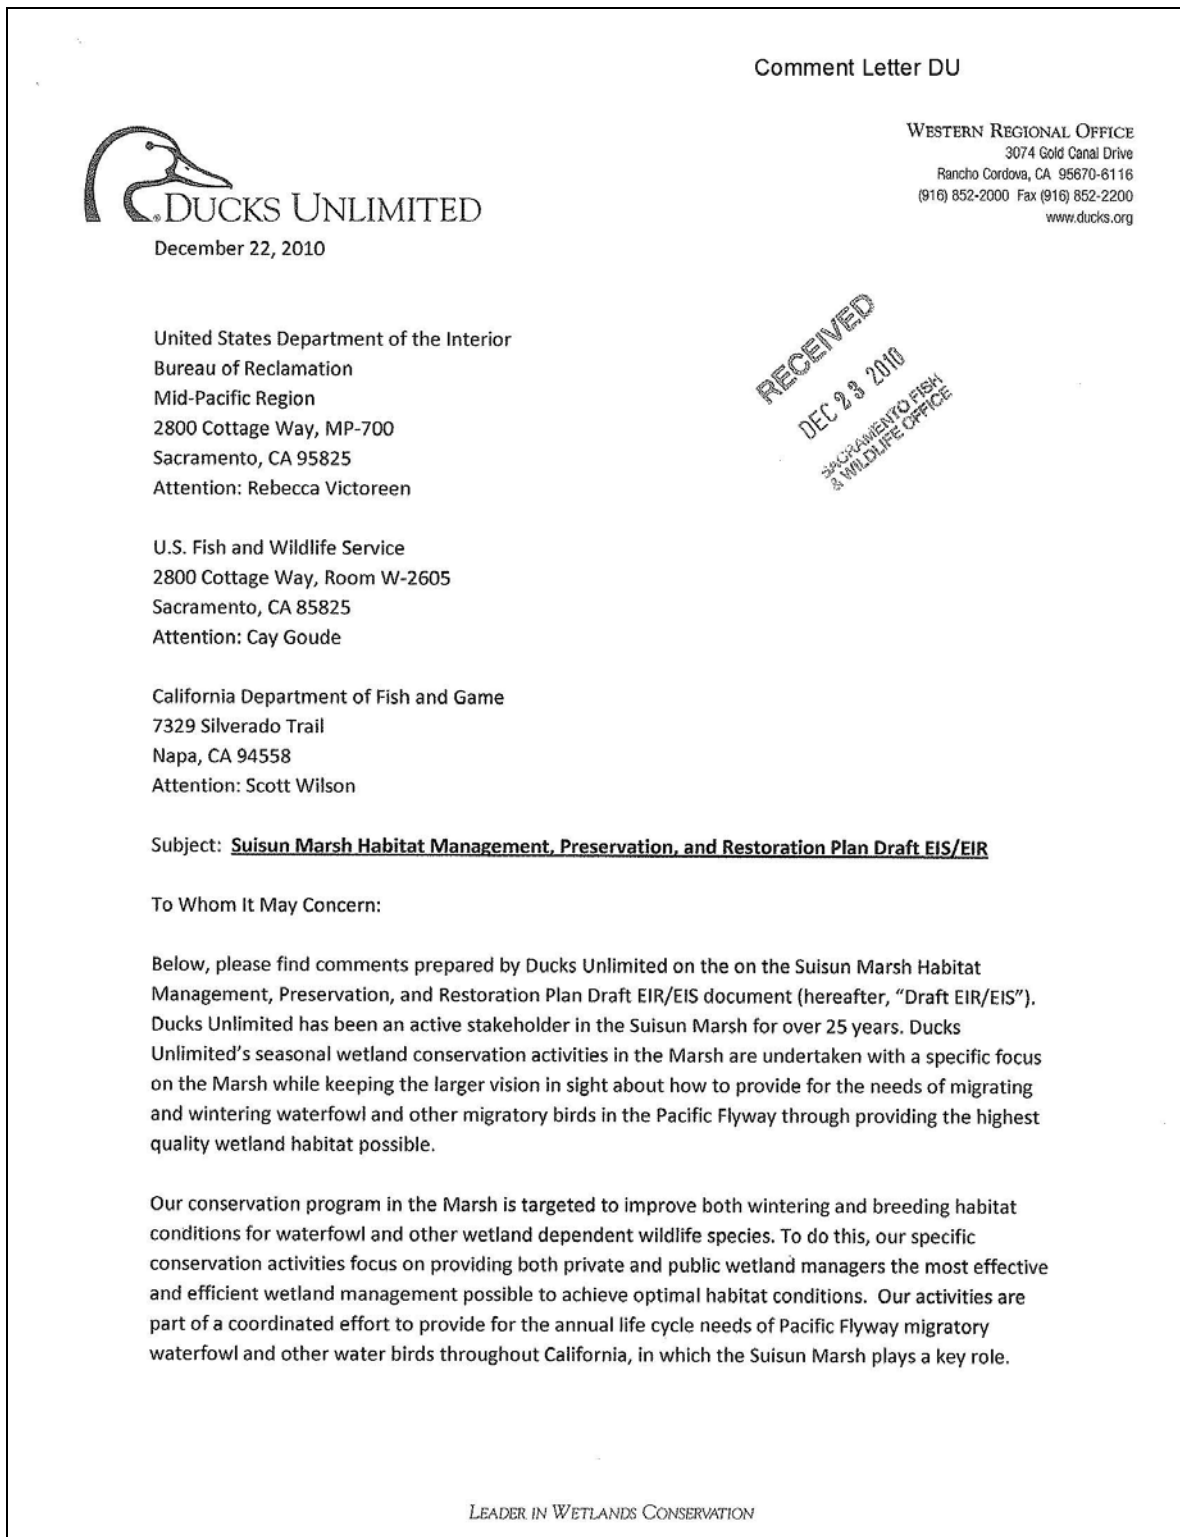 Comment Letter DU
WESTERN REGIONAL OFFICE
3074 Gold Canal Drive
Rancho Cordova, CA 95670-6116
(916) 852-2000 Fax (916) 852-2200
www.ducks.org
®DUCKS UNLIMITED
December 22, 2010
RECEIVED
DEC 23 2010
SACRAMENTO FISH
& WILDLIFE OFFICE
United States Department of the Interior
Bureau of Reclamation
Mid-Pacific Region
2800 Cottage Way, MP-700
Sacramento, CA 95825
Attention: Rebecca Victoreen
U.S. Fish and Wildlife Service
2800 Cottage Way, Room W-2605
Sacramento, CA 85825
Attention: Cay Goude
California Department of Fish and Game
7329 Silverado Trail
Napa, CA 94558
Attention: Scott Wilson
Subject: Suisun Marsh Habitat Management, Preservation, and Restoration Plan Draft EIS/EIR
To Whom It May Concern:
Below, please find comments prepared by Ducks Unlimited on the on the Suisun Marsh Habitat
Management, Preservation, and Restoration Plan Draft EIR/EIS document (hereafter, “Draft EIR/EIS”).
Ducks Unlimited has been an active stakeholder in the Suisun Marsh for over 25 years. Ducks
Unlimited’s seasonal wetland conservation activities in the Marsh are undertaken with a specific focus
on the Marsh while keeping the larger vision in sight about how to provide for the needs of migrating
and wintering waterfowl and other migratory birds in the Pacific Flyway through providing the highest
quality wetland habitat possible.
Our conservation program in the Marsh is targeted to improve both wintering and breeding habitat
conditions for waterfowl and other wetland dependent wildlife species. To do this, our specific
conservation activities focus on providing both private and public wetland managers the most effective
and efficient wetland management possible to achieve optimal habitat conditions. Our activities are
part of a coordinated effort to provide for the annual life cycle needs of Pacific Flyway migratory
waterfowl and other water birds throughout California, in which the Suisun Marsh plays a key role.
LEADER IN WETLANDS CONSERVATION